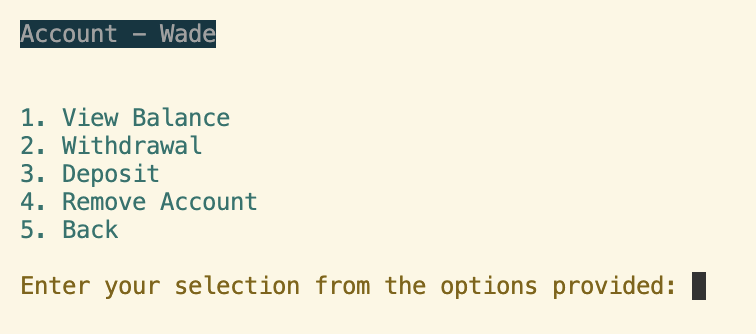 Account - Wade
1. View Balance
2. Withdrawal
3. Deposit
4. Remove Account
5. Back
Enter your selection from the options provided: